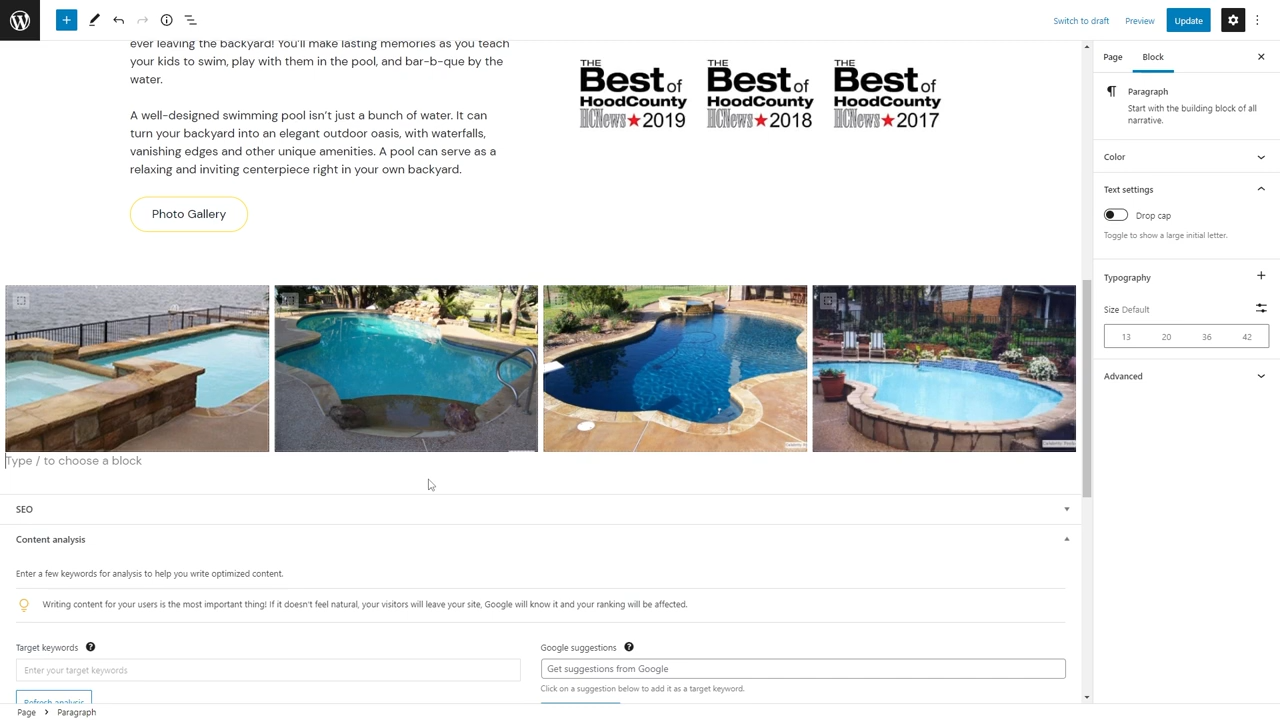 Switch to draft
Preview
Update
ever leaving the backyard! You'll make lasting memories as you teach
your kids to swim, play with them in the pool, and bar-b-que by the
water.
A well-designed swimming pool isn't just a bunch of water. It can
turn your backyard into an elegant outdoor oasis, with waterfalls,
vanishing edges and other unique amenities. A pool can serve as a
relaxing and inviting centerpiece right in your own backyard.
Photo Gallery
THE
Best of
HoodCounty
HCNews★2019
THE
Best of
HoodCounty
HCNews★2018
THE
Best of
HoodCounty
HCNews★2017
Type / to choose a block
SEO
Content analysis
Enter a few keywords for analysis to help you write optimized content.
Writing content for your users is the most important thing! If it doesn't feel natural, your visitors will leave your site, Google will know it and your ranking will be affected.
Target keywords
Enter your target keywords
Refresh analysis
Google suggestions
Get suggestions from Google
Click on a suggestion below to add it as a target keyword.
Page
Block
Paragraph
Start with the building block of all
narrative.
Color
Text settings
Drop cap
Toggle to show a large initial letter.
Typography
Size Default
13 20 36 42
Advanced
Page › Paragraph